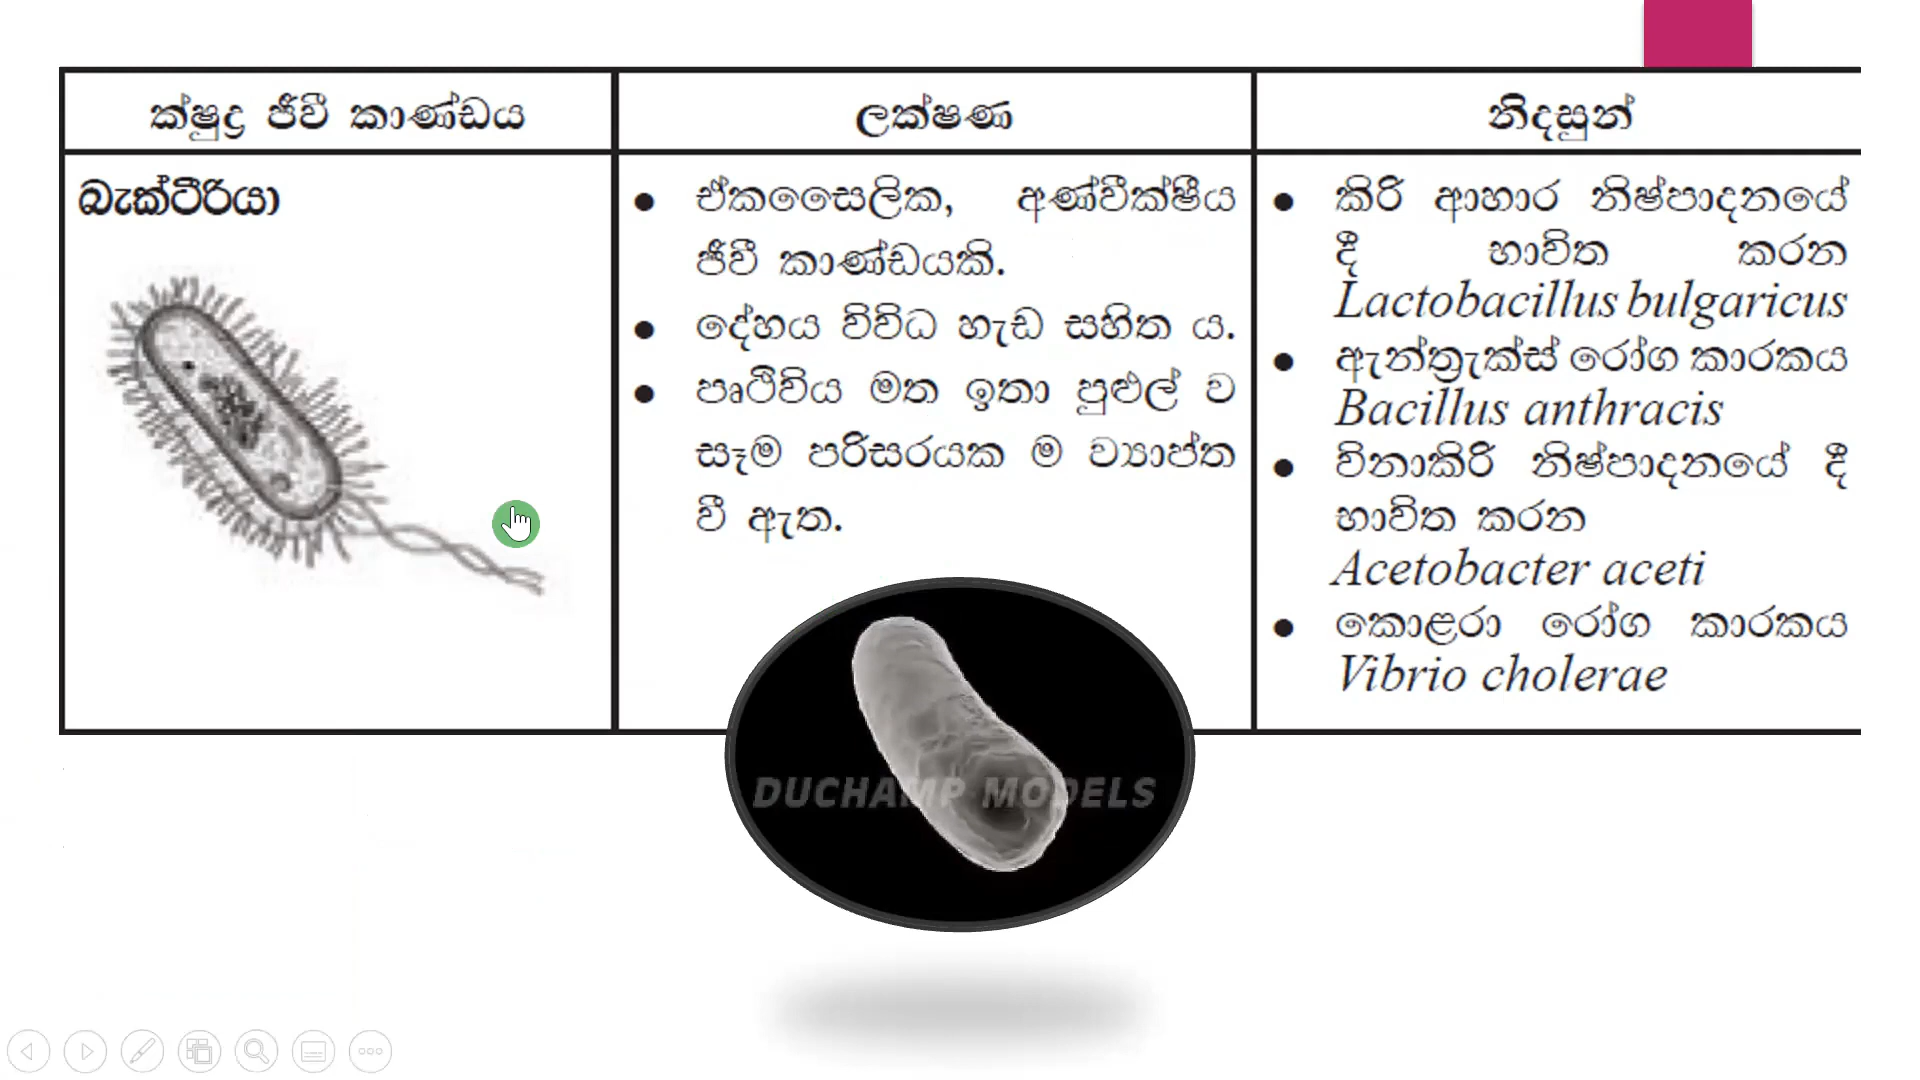 ක්ෂුද්‍ර ජීවී කාණ්ඩය
ලක්ෂණ
නිදසුන්
බැක්ටීරියා
● ඒකසෛලික, අණ්වීක්ෂීය
ජීවී කාණ්ඩයකි.
● දේහය විවිධ හැඩ සහිත ය.
● පෘථිවිය මත ඉතා පුළුල් ව
සෑම පරිසරයක ම ව්‍යාප්ත
වී ඇත.
● කිරි ආහාර නිෂ්පාදනයේ
දී භාවිත කරන
Lactobacillus bulgaricus
● ඇන්ත්‍රැක්ස් රෝග කාරකය
Bacillus anthracis
● විනාකිරි නිෂ්පාදනයේ දී
භාවිත කරන
Acetobacter aceti
● කොළරා රෝග කාරකය
Vibrio cholerae
DUCHAMP MODELS